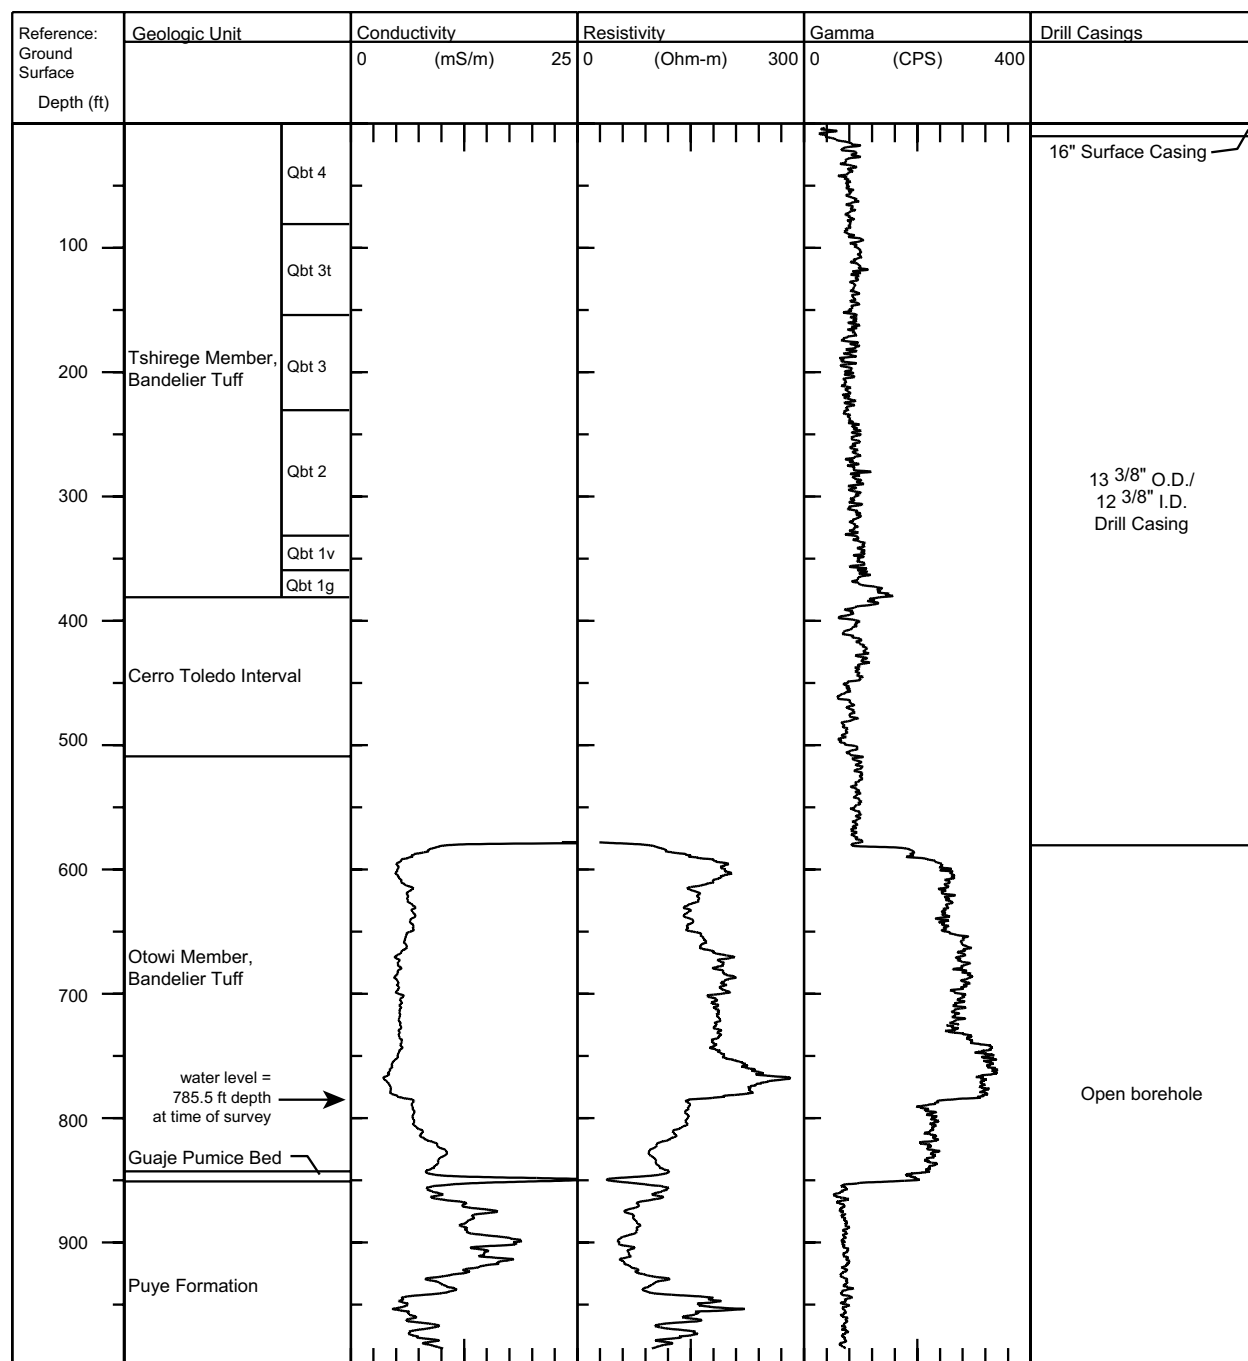 Reference:
Ground
Surface
Depth (ft)
Geologic Unit
Conductivity
0 (mS/m) 25
Resistivity
0 (Ohm-m) 300
Gamma
0 (CPS) 400
Drill Casings
16" Surface Casing
Qbt 4
100
Qbt 3t
Tshirege Member,
Bandelier Tuff
Qbt 3
200
Qbt 2
300
13 3/8" O.D./
12 3/8" I.D.
Drill Casing
Qbt 1v
Qbt 1g
400
Cerro Toledo Interval
500
600
Otowi Member,
Bandelier Tuff
700
water level =
785.5 ft depth
at time of survey
Open borehole
800
Guaje Pumice Bed
900
Puye Formation